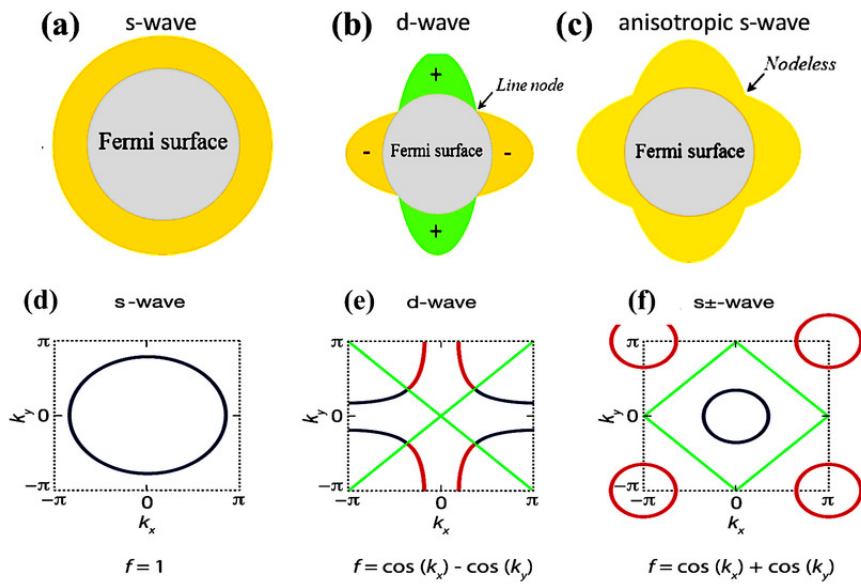 (a) s-wave (b) d-wave (c) anisotropic s-wave
Nodeless
Line node
+
Fermi surface - Fermi surface - Fermi surface
+
(d) s-wave (e) d-wave (f) s±-wave
π π π
k_y 0 k_y 0 k_y 0
-π -π -π
-π 0 π -π 0 π -π 0 π
k_x k_x k_x
f = 1 f = cos (k_x) - cos (k_y) f = cos (k_x) + cos (k_y)